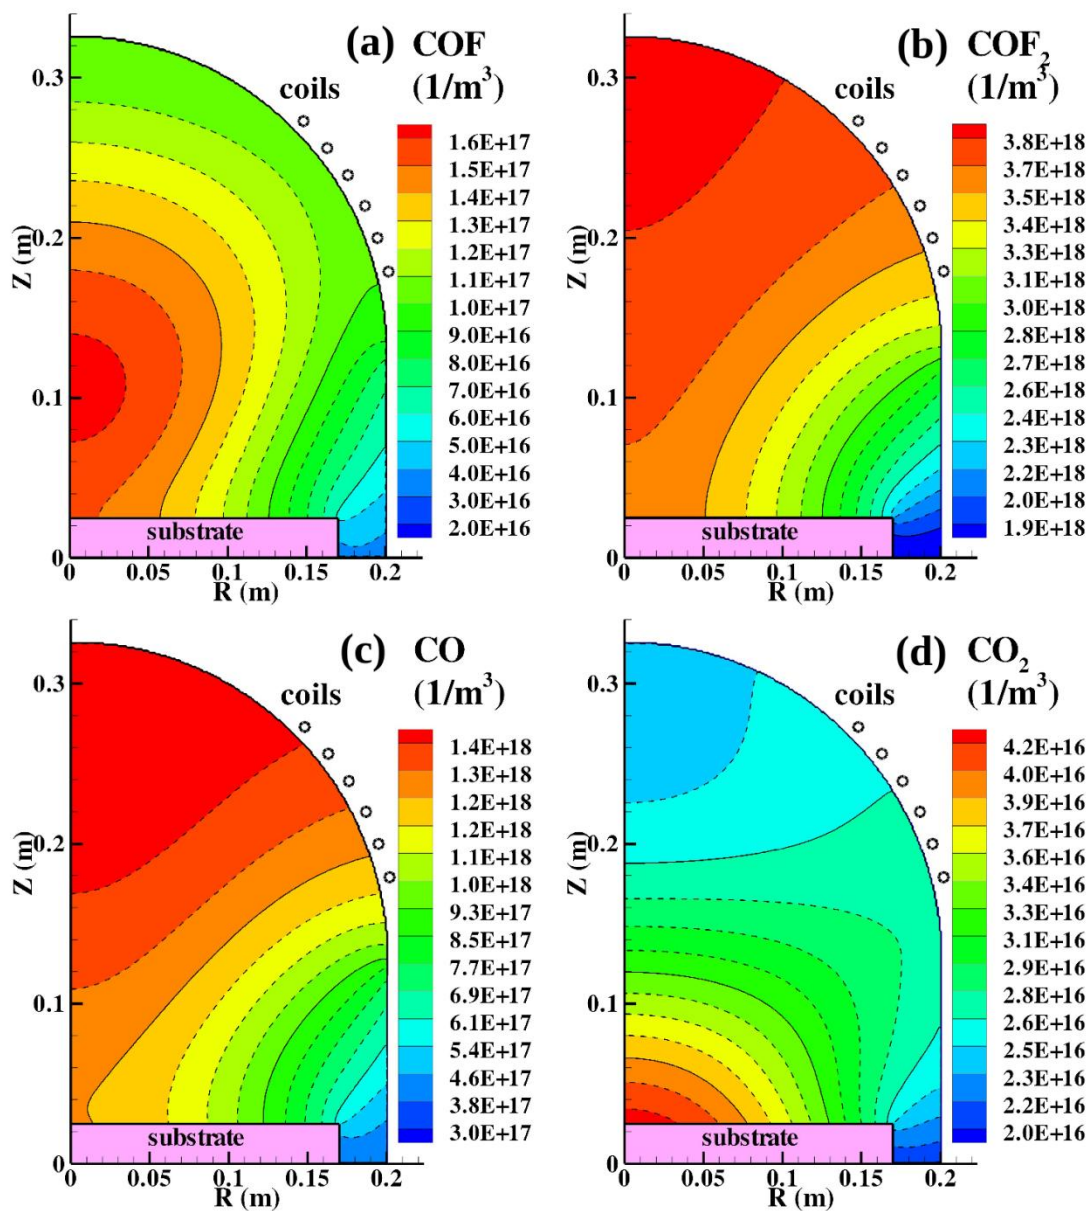 (a) COF
(1/m³)
coils
1.6E+17
1.5E+17
1.4E+17
1.3E+17
1.2E+17
1.1E+17
1.0E+17
9.0E+16
8.0E+16
7.0E+16
6.0E+16
5.0E+16
4.0E+16
3.0E+16
2.0E+16
0.3
0.2
0.1
0
Z (m)
substrate
0 0.05 0.1 0.15 0.2
R (m)
(b) COF₂
(1/m³)
coils
3.8E+18
3.7E+18
3.5E+18
3.4E+18
3.3E+18
3.1E+18
3.0E+18
2.8E+18
2.7E+18
2.6E+18
2.4E+18
2.3E+18
2.2E+18
2.0E+18
1.9E+18
0.3
0.2
0.1
0
Z (m)
substrate
0 0.05 0.1 0.15 0.2
R (m)
(c) CO
(1/m³)
coils
1.4E+18
1.3E+18
1.2E+18
1.2E+18
1.1E+18
1.0E+18
9.3E+17
8.5E+17
7.7E+17
6.9E+17
6.1E+17
5.4E+17
4.6E+17
3.8E+17
3.0E+17
0.3
0.2
0.1
0
Z (m)
substrate
0 0.05 0.1 0.15 0.2
R (m)
(d) CO₂
(1/m³)
coils
4.2E+16
4.0E+16
3.9E+16
3.7E+16
3.6E+16
3.4E+16
3.3E+16
3.1E+16
2.9E+16
2.8E+16
2.6E+16
2.5E+16
2.3E+16
2.2E+16
2.0E+16
0.3
0.2
0.1
0
Z (m)
substrate
0 0.05 0.1 0.15 0.2
R (m)